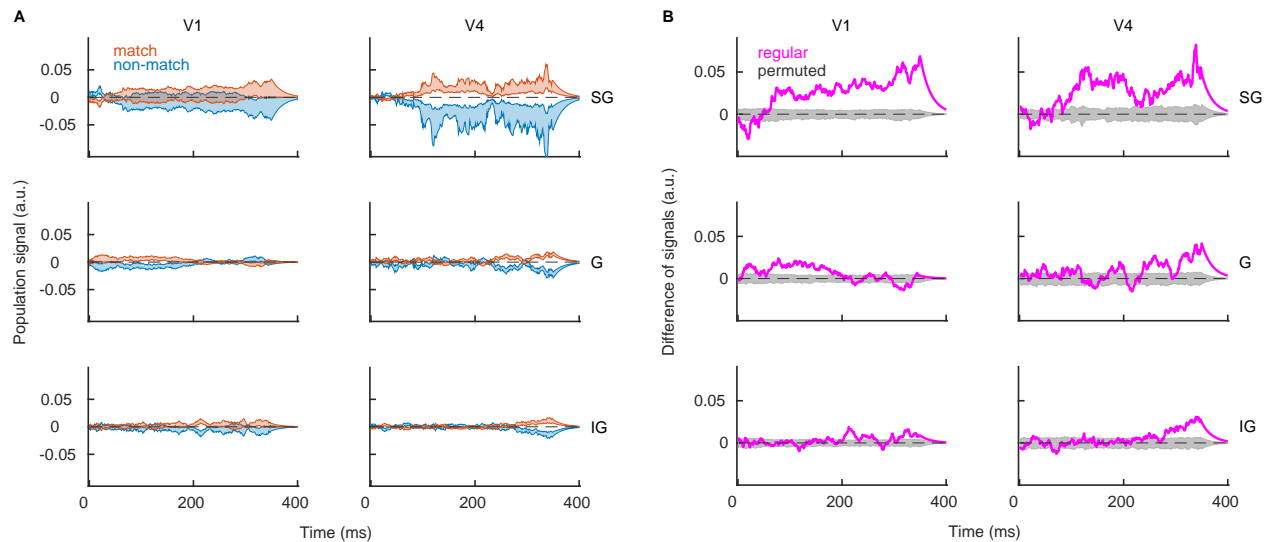 A
V1
V4
B
V1
V4
match
non-match
regular
permuted
0.05
0
-0.05
SG
0.05
0
SG
0.05
0
-0.05
G
0.05
0
G
0.05
0
-0.05
IG
0.05
0
IG
Population signal (a.u.)
Difference of signals (a.u.)
0
200
400
0
200
400
0
200
400
0
200
400
Time (ms)
Time (ms)